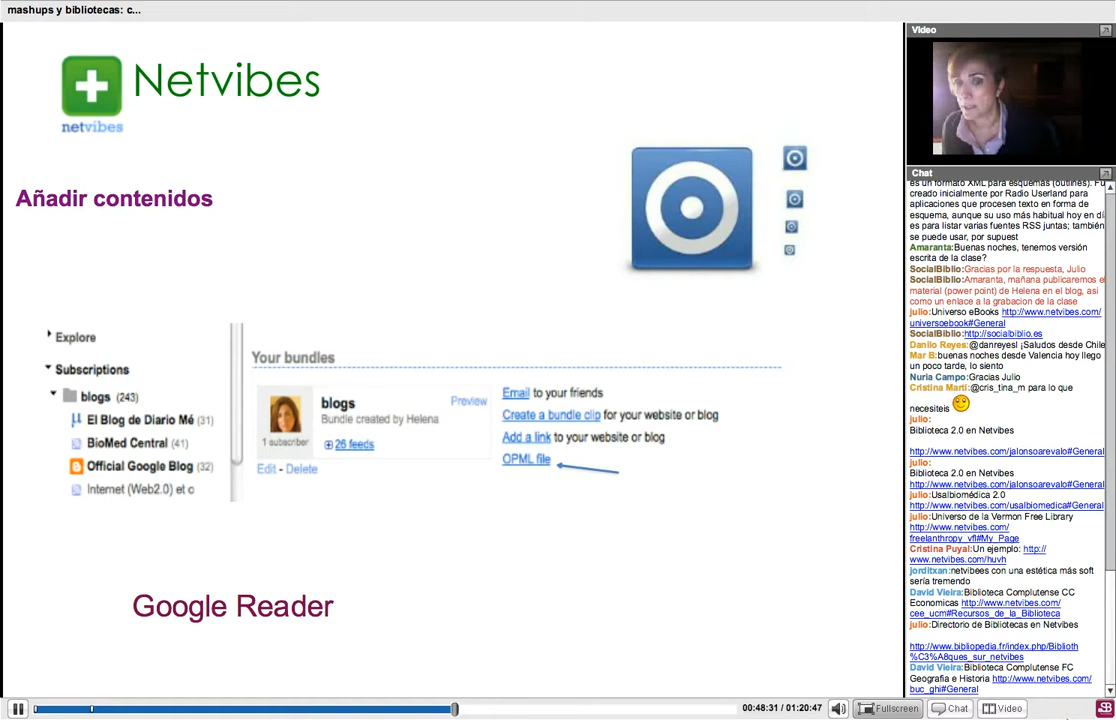 mashups y bibliotecas: c...
Netvibes
netvibes
Añadir contenidos
Explore
Subscriptions
blogs (243)
El Blog de Diario Mé (31)
BioMed Central (41)
Official Google Blog (32)
Internet (Web2.0) et c
Your bundles
blogs
Preview
Bundle created by Helena
1 subscriber
26 feeds
Edit - Delete
Email to your friends
Create a bundle clip for your website or blog
Add a link to your website or blog
OPML file
Google Reader
Video
Chat
es un formato XML para esquemas (outlines). Fu
creado inicialmente por Radio Userland para
aplicaciones que procesen texto en forma de
esquema, aunque su uso más habitual hoy en dí
es para listar varias fuentes RSS juntas; también
se puede usar, por supuest
Amaranta:Buenas noches, tenemos versión
escrita de la clase?
SocialBiblio:Gracias por la respuesta, Julio
SocialBiblio:Amaranta, mañana publicaremos e
material (power point) de Helena en el blog, asi
como un enlace a la grabacion de la clase
julio:Universo eBooks http://www.netvibes.com/
universoebook#General
SocialBiblio:http://socialbiblio.es
Danilo Reyes:@danreyesl ¡Saludos desde Chile
Mar B:buenas noches desde Valencia hoy llego
un poco tarde, lo siento
Nuria Campo:Gracias Julio
Cristina Martí:@cris_tina_m para lo que
necesiteis
julio:
Biblioteca 2.0 en Netvibes
http://www.netvibes.com/jalonsoarevalo#General
julio:
Biblioteca 2.0 en Netvibes
http://www.netvibes.com/jalonsoarevalo#General
julio:Usalbiomédica 2.0
http://www.netvibes.com/usalbiomedica#General
julio:Universo de la Vermon Free Library
http://www.netvibes.com/
freelanthropy_vfl#My_Page
Cristina Puyal:Un ejemplo: http://
www.netvibes.com/huvh
jorditxan:netvibees con una estética más soft
sería tremendo
David Vieira:Biblioteca Complutense CC
Economicas http://www.netvibes.com/
cee_ucm#Recursos_de_la_Biblioteca
julio:Directorio de Bibliotecas en Netvibes
http://www.bibliopedia.fr/index.php/Biblioth
%C3%A8ques_sur_netvibes
David Vieira:Biblioteca Complutense FC
Geografia e Historia http://www.netvibes.com/
buc_ghi#General
00:48:31 / 01:20:47
Fullscreen
Chat
Video
SB